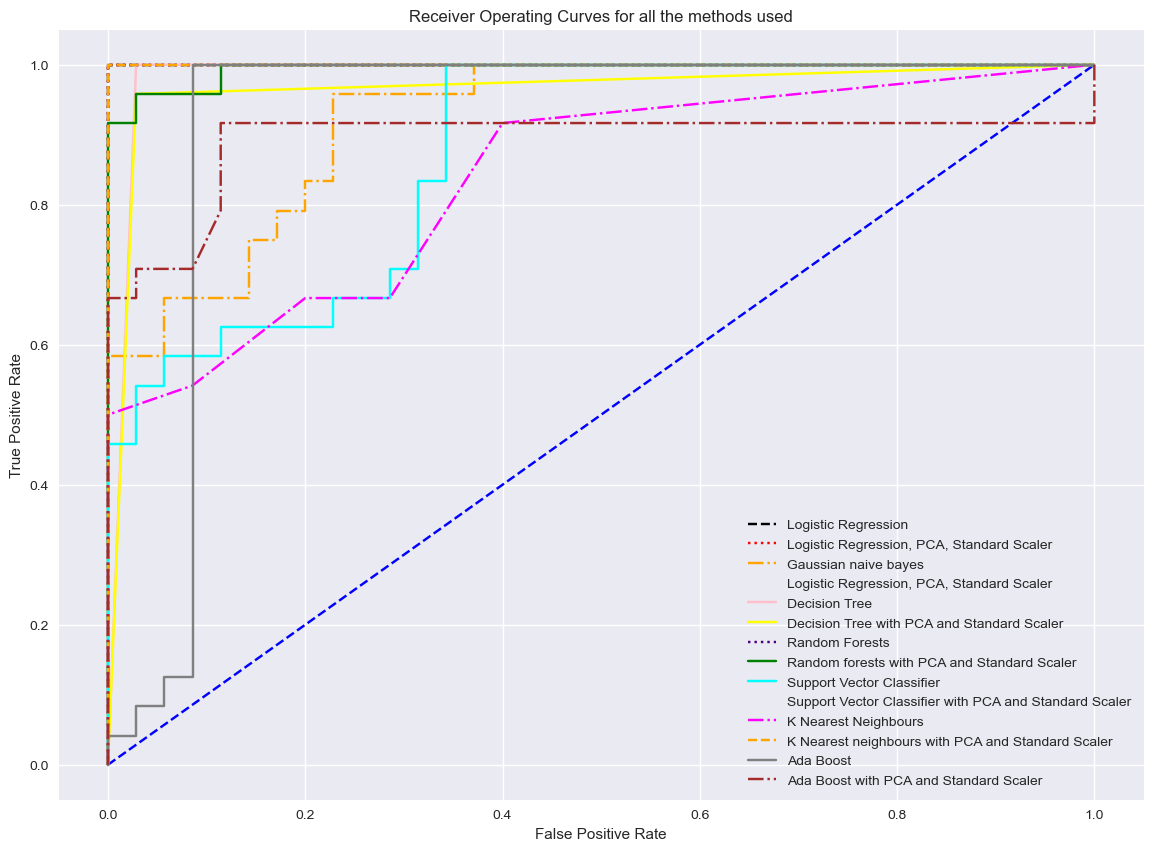 Receiver Operating Curves for all the methods used
1.0
0.8
0.6
0.4
0.2
0.0
True Positive Rate
Logistic Regression
Logistic Regression, PCA, Standard Scaler
Gaussian naive bayes
Logistic Regression, PCA, Standard Scaler
Decision Tree
Decision Tree with PCA and Standard Scaler
Random Forests
Random forests with PCA and Standard Scaler
Support Vector Classifier
Support Vector Classifier with PCA and Standard Scaler
K Nearest Neighbours
K Nearest neighbours with PCA and Standard Scaler
Ada Boost
Ada Boost with PCA and Standard Scaler
0.0 0.2 0.4 0.6 0.8 1.0
False Positive Rate